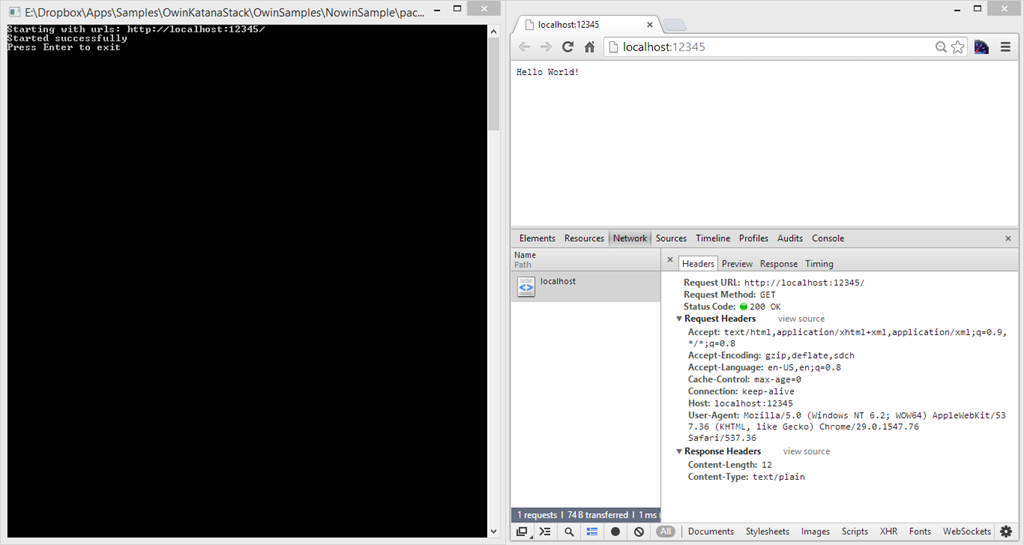 E:\Dropbox\Apps\Samples\OwinKatanaStack\OwinSamples\NowinSample\pac...
Starting with urls: http://localhost:12345/
Started successfully
Press Enter to exit
localhost:12345
localhost:12345
Hello World!
Elements Resources Network Sources Timeline Profiles Audits Console
Name
Path
localhost
Headers Preview Response Timing
Request URL: http://localhost:12345/
Request Method: GET
Status Code: 200 OK
Request Headers view source
Accept: text/html,application/xhtml+xml,application/xml;q=0.9,
*/*;q=0.8
Accept-Encoding: gzip,deflate,sdch
Accept-Language: en-US,en;q=0.8
Cache-Control: max-age=0
Connection: keep-alive
Host: localhost:12345
User-Agent: Mozilla/5.0 (Windows NT 6.2; WOW64) AppleWebKit/53
7.36 (KHTML, like Gecko) Chrome/29.0.1547.76
Safari/537.36
Response Headers view source
Content-Length: 12
Content-Type: text/plain
1 requests | 74 B transferred | 1 ms (
All Documents Stylesheets Images Scripts XHR Fonts WebSockets